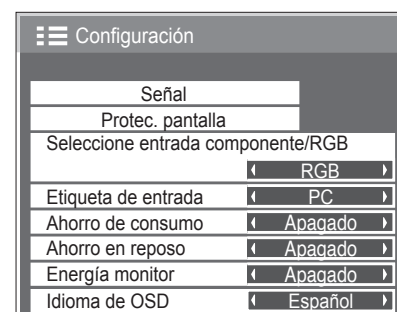 Configuración
Señal
Protec. pantalla
Seleccione entrada componente/RGB
RGB
Etiqueta de entrada PC
Ahorro de consumo Apagado
Ahorro en reposo Apagado
Energía monitor Apagado
Idioma de OSD Español